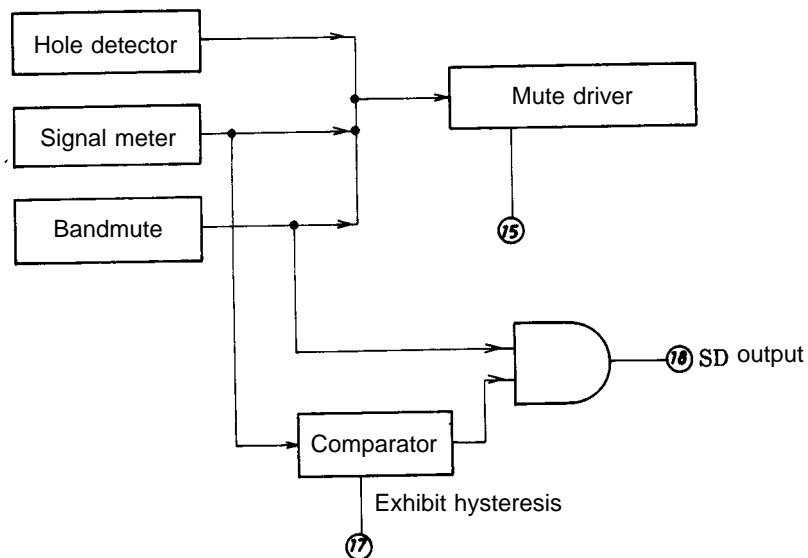 Hole detector
Mute driver
Signal meter
Bandmute
15
18 SD output
Comparator
Exhibit hysteresis
17